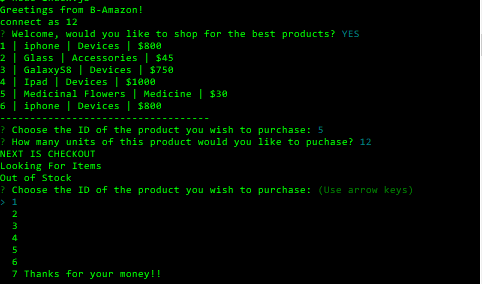 Greetings from B-Amazon!
connect as 12
? Welcome, would you like to shop for the best products? YES
1 | iphone | Devices | $800
2 | Glass | Accessories | $45
3 | GalaxyS8 | Devices | $750
4 | Ipad | Devices | $1000
5 | Medicinal Flowers | Medicine | $30
6 | iphone | Devices | $800
----------------------------------
? Choose the ID of the product you wish to purchase: 5
? How many units of this product would you like to puchase? 12
NEXT IS CHECKOUT
Looking For Items
Out of Stock
? Choose the ID of the product you wish to purchase: (Use arrow keys)
> 1
2
3
4
5
6
7 Thanks for your money!!